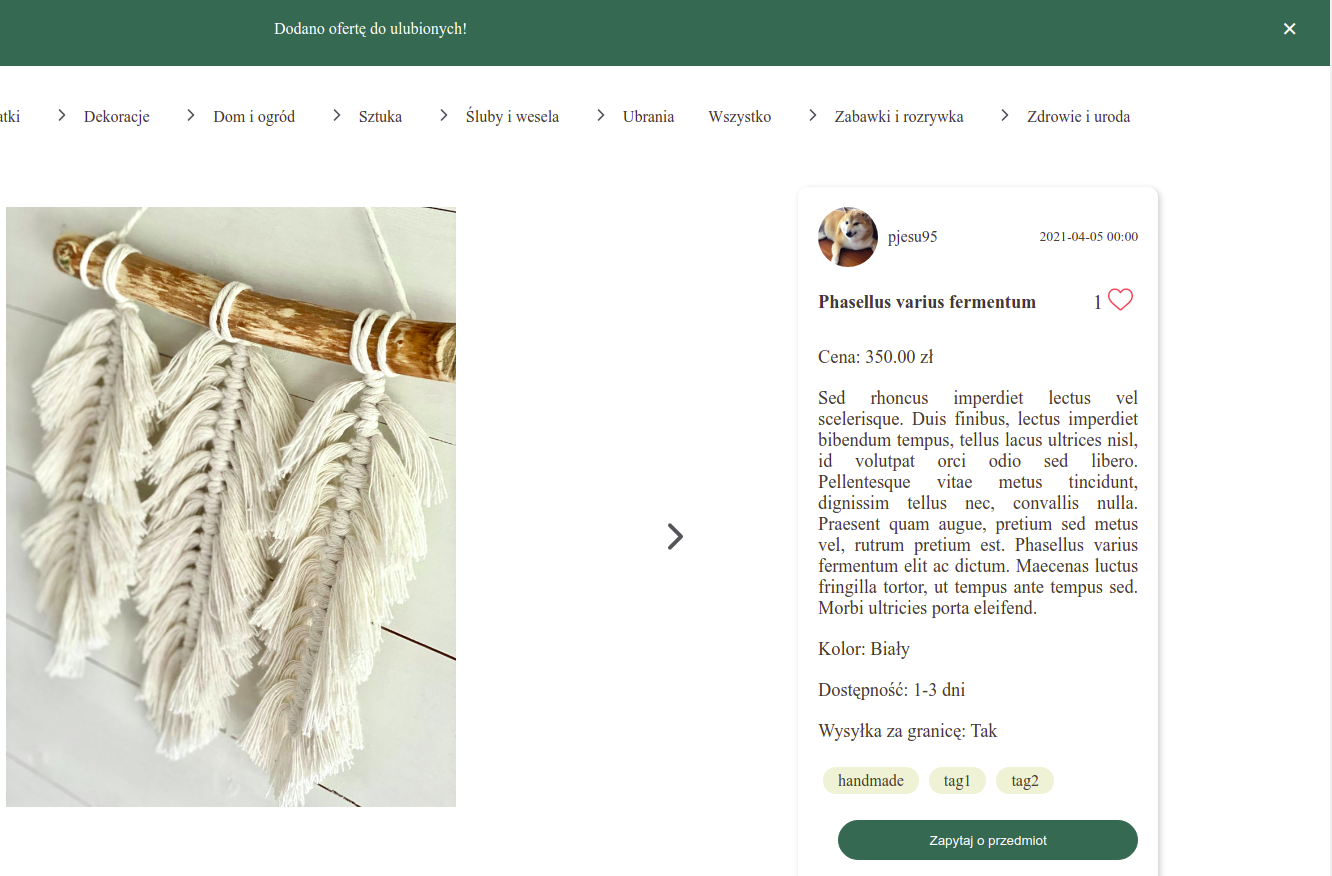 Dodano ofertę do ulubionych!
Dekoracje Dom i ogród Sztuka Śluby i wesela Ubrania Wszystko Zabawki i rozrywka Zdrowie i uroda
pjesu95 2021-04-05 00:00
Phasellus varius fermentum 1
Cena: 350.00 zł
Sed rhoncus imperdiet lectus vel
scelerisque. Duis finibus, lectus imperdiet
bibendum tempus, tellus lacus ultrices nisl,
id volutpat orci odio sed libero.
Pellentesque vitae metus tincidunt,
dignissim tellus nec, convallis nulla.
Praesent quam augue, pretium sed metus
vel, rutrum pretium est. Phasellus varius
fermentum elit ac dictum. Maecenas luctus
fringilla tortor, ut tempus ante tempus sed.
Morbi ultricies porta eleifend.
Kolor: Biały
Dostępność: 1-3 dni
Wysyłka za granicę: Tak
handmade tag1 tag2
Zapytaj o przedmiot